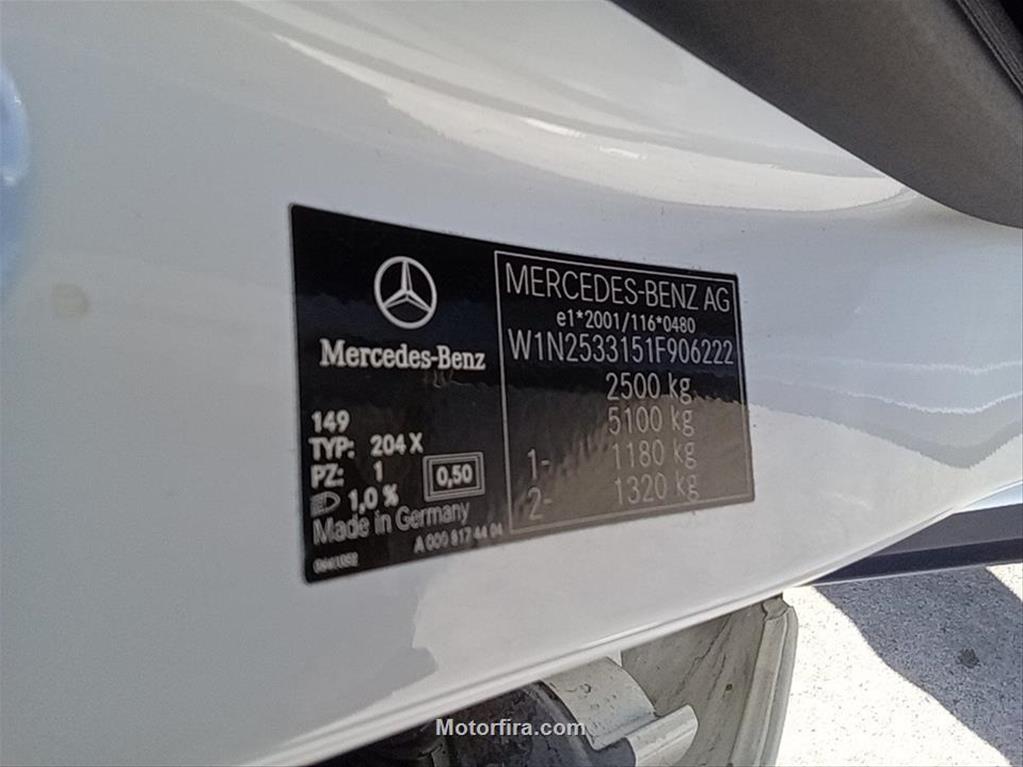 Mercedes-Benz
149
TYP: 204 X
PZ: 1
0,50
1,0 %
Made in Germany
A 000 817 44 04
MERCEDES-BENZ AG
e1*2001/116*0480
W1N2533151F906222
2500 kg
5100 kg
1- 1180 kg
2- 1320 kg
Motorfira.com